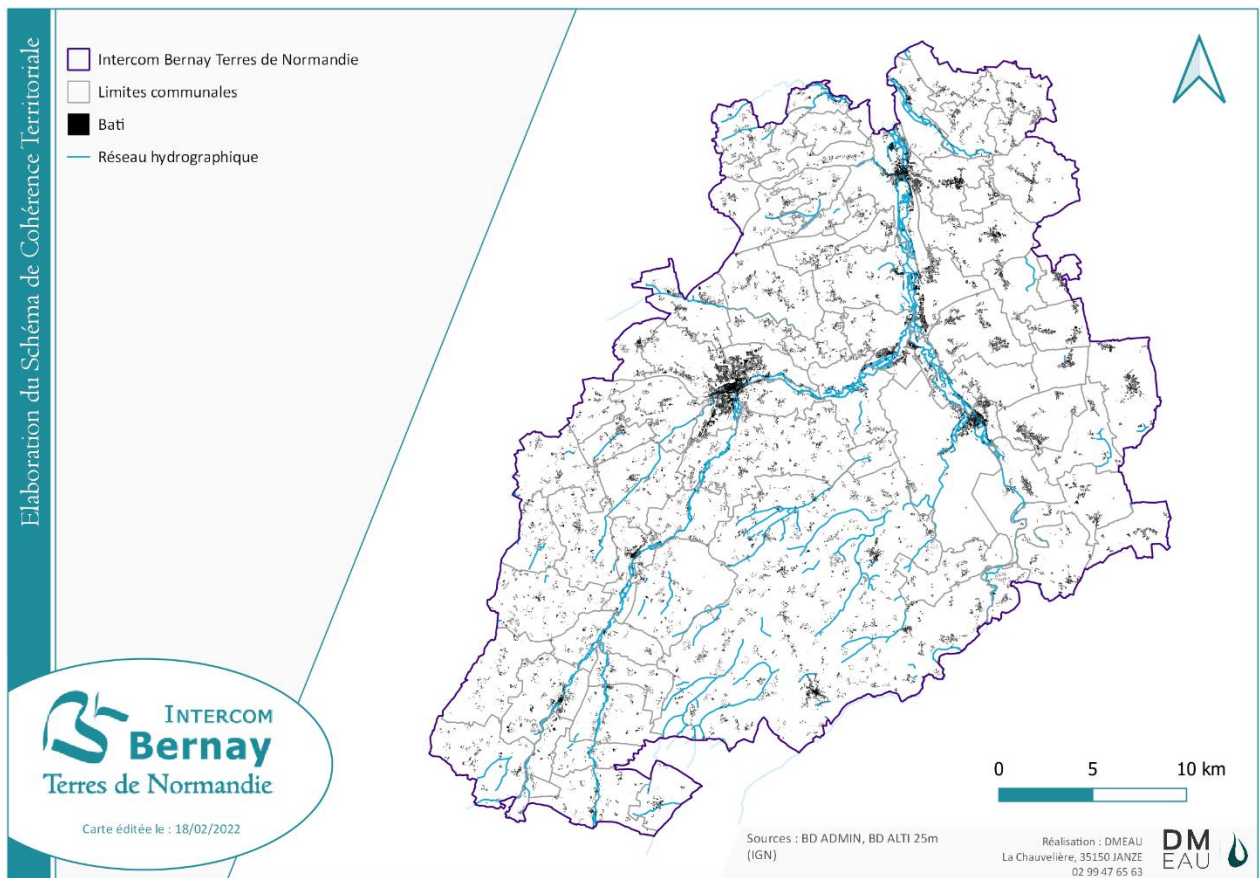 Elaboration du Schéma de Cohérence Territoriale
Intercom Bernay Terres de Normandie
Limites communales
Bati
Réseau hydrographique
INTERCOM
Bernay
Terres de Normandie
Carte éditée le : 18/02/2022
0 5 10 km
Sources : BD ADMIN, BD ALTI 25m
(IGN)
Réalisation : DMEAU
La Chauvelière, 35150 JANZE
02 99 47 65 63
DM
EAU